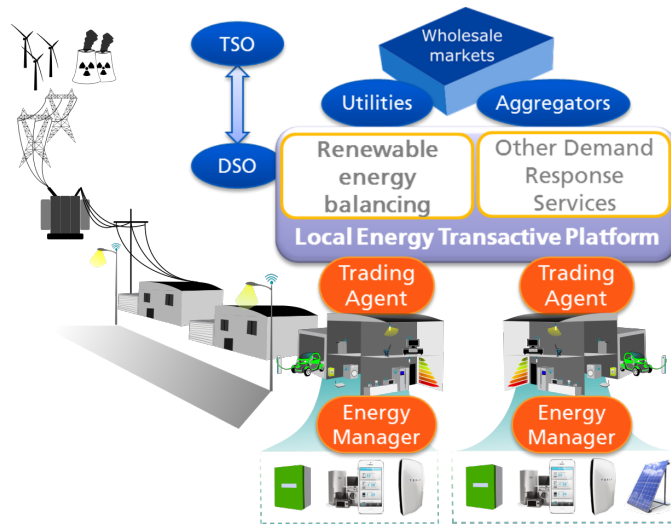 TSO
Wholesale
markets
Utilities
Aggregators
DSO
Renewable
energy
balancing
Other Demand
Response
Services
Local Energy Transactive Platform
Trading
Agent
Trading
Agent
Energy
Manager
Energy
Manager